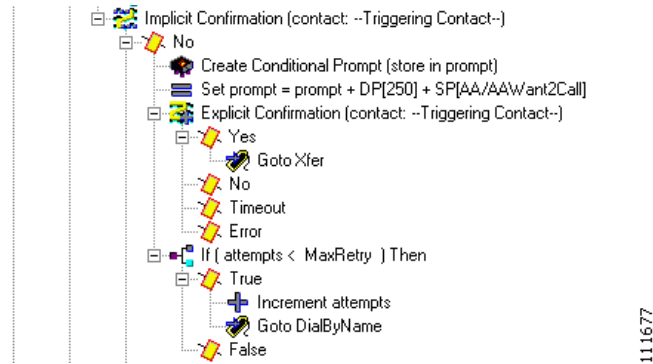 Implicit Confirmation (contact: --Triggering Contact--)
No
Create Conditional Prompt (store in prompt)
Set prompt = prompt + DP[250] + SP[AA/AAWant2Call]
Explicit Confirmation (contact: --Triggering Contact--)
Yes
Goto Xfer
No
Timeout
Error
If ( attempts < MaxRetry ) Then
True
Increment attempts
Goto DialByName
False
111677